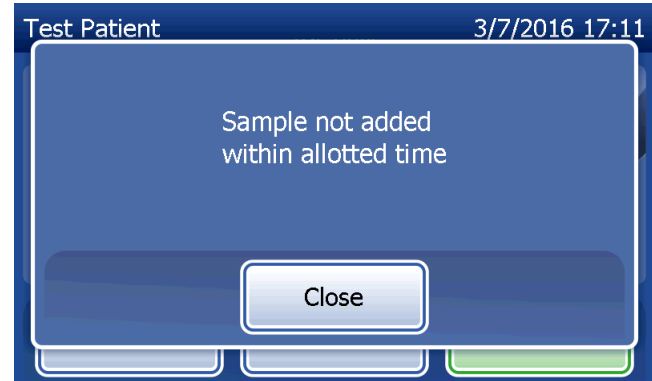 Test Patient 3/7/2016 17:11
Sample not added
within allotted time
Close